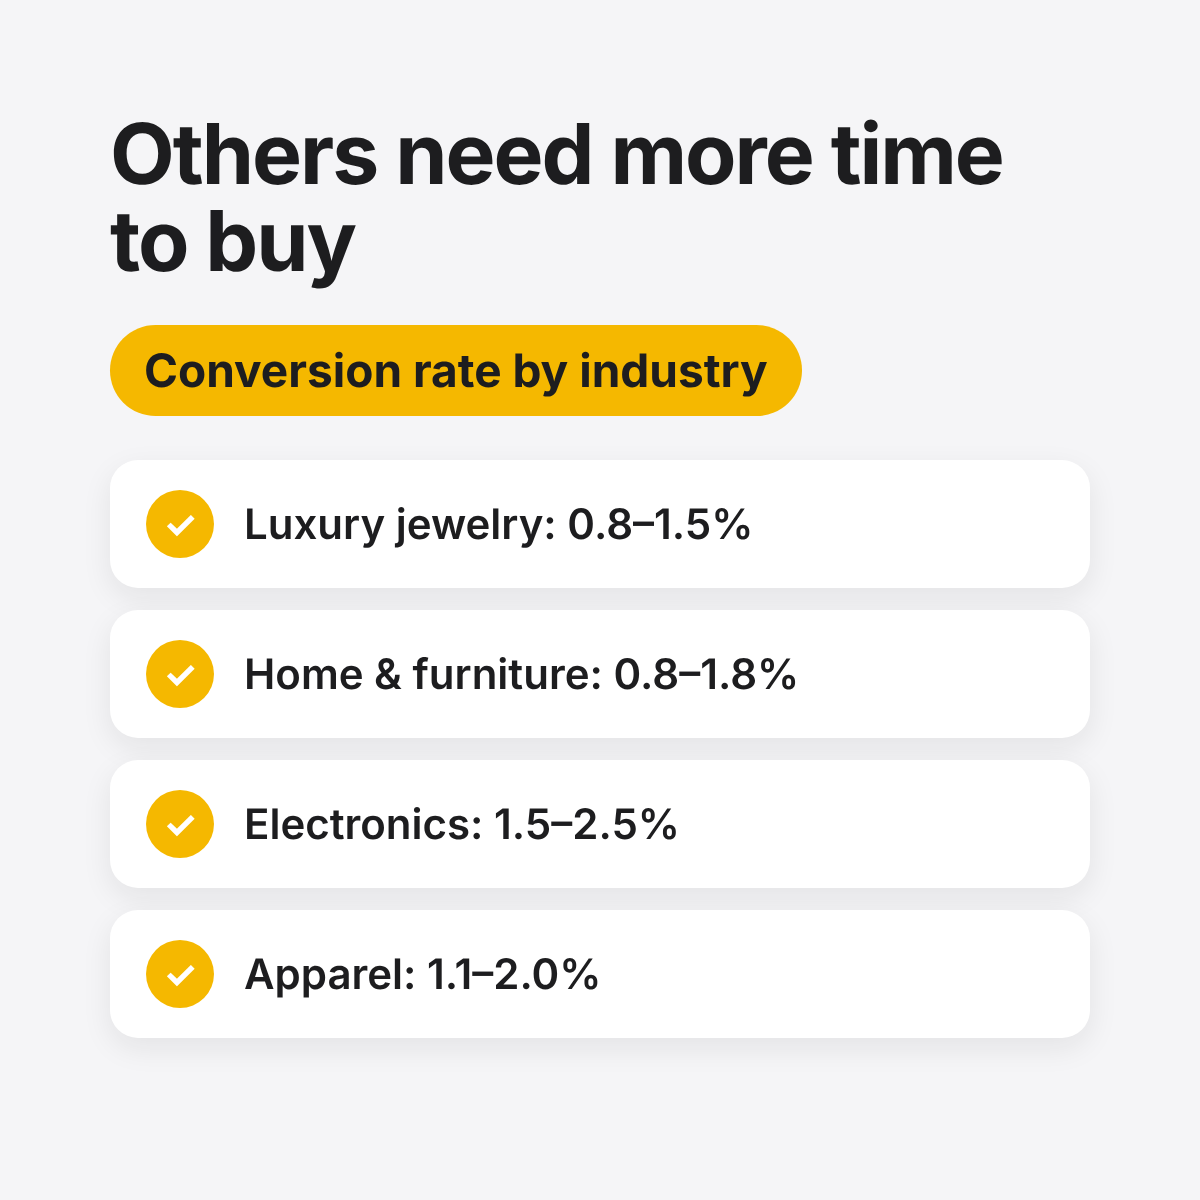 Others need more time
to buy
Conversion rate by industry
Luxury jewelry: 0.8–1.5%
Home & furniture: 0.8–1.8%
Electronics: 1.5–2.5%
Apparel: 1.1–2.0%